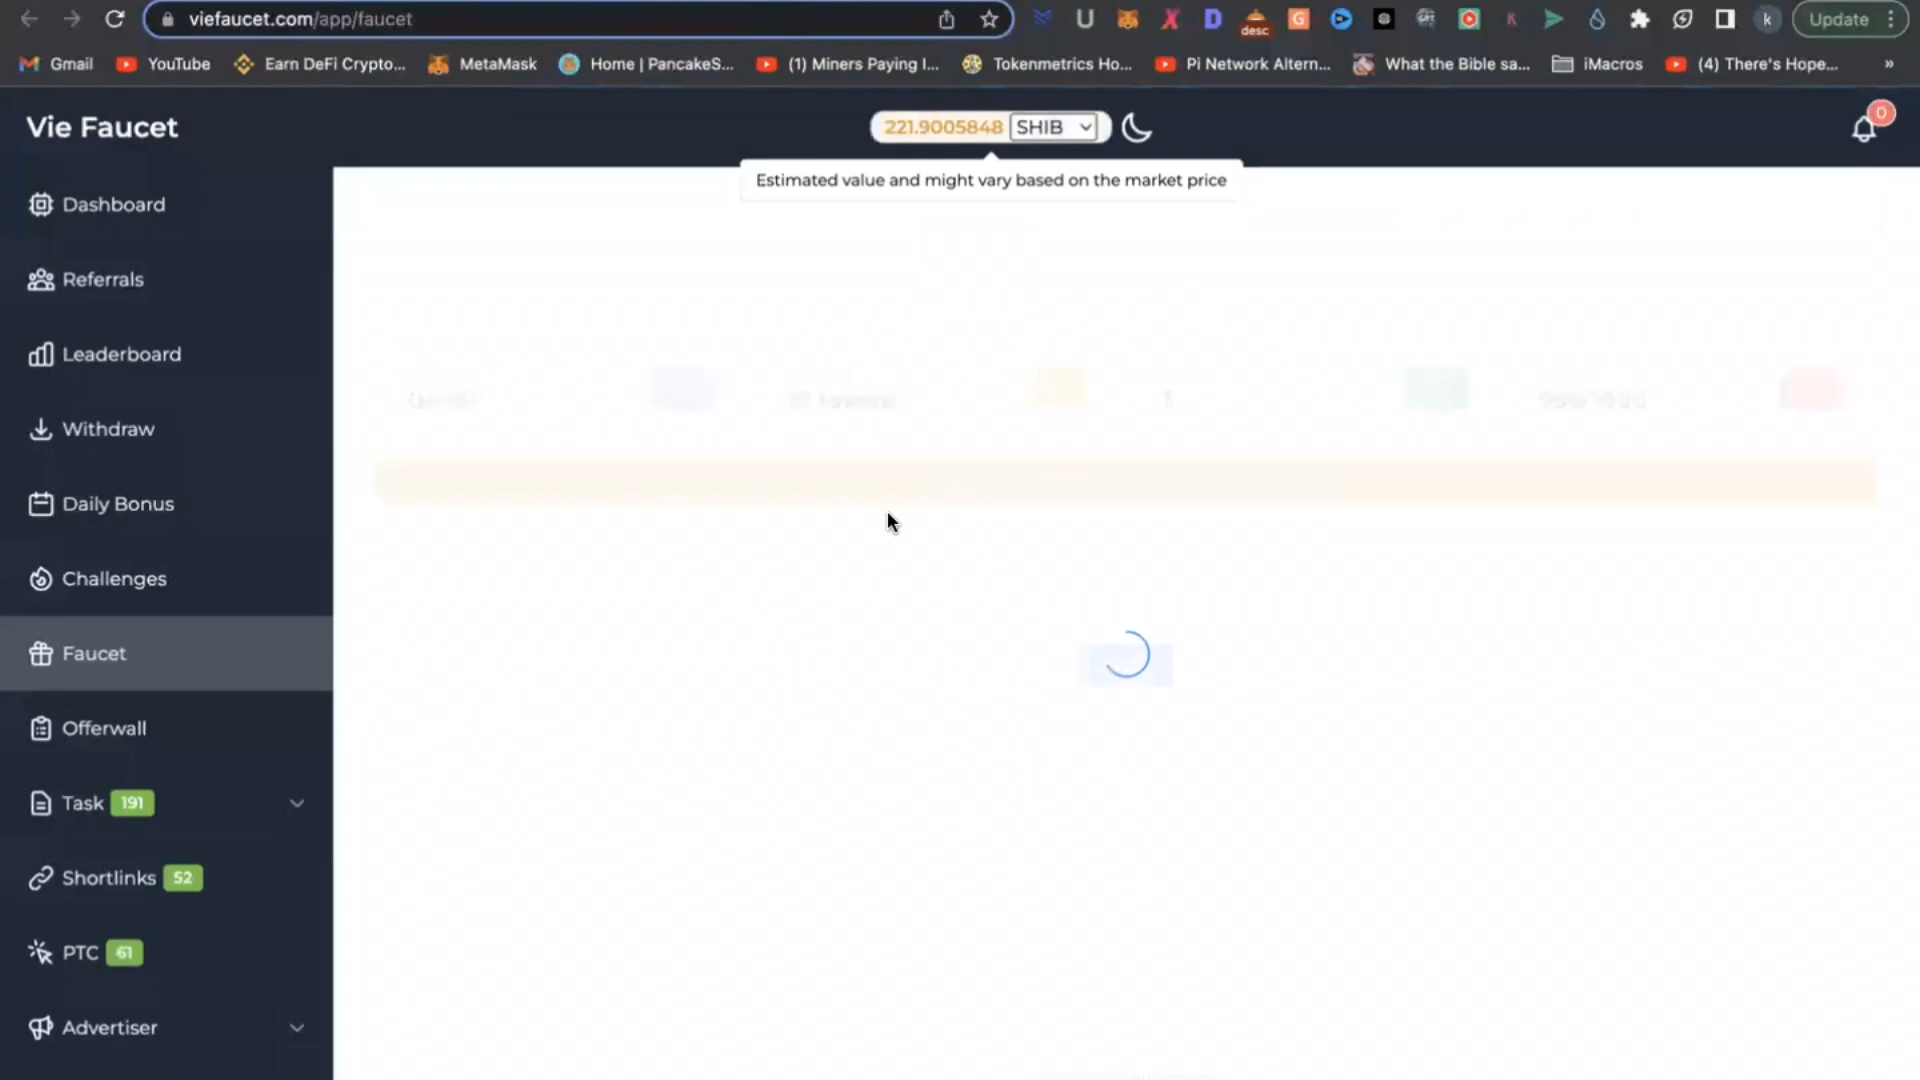 viefaucet.com/app/faucet
desc
k
Update
Gmail
YouTube
Earn DeFi Crypto...
MetaMask
Home | PancakeS...
(1) Miners Paying I...
Tokenmetrics Ho...
Pi Network Altern...
What the Bible sa...
iMacros
(4) There's Hope...
»
Vie Faucet
221.9005848 SHIB
0
Estimated value and might vary based on the market price
Dashboard
Referrals
Leaderboard
Withdraw
Daily Bonus
Challenges
Faucet
Offerwall
Task 191
Shortlinks 52
PTC 61
Advertiser